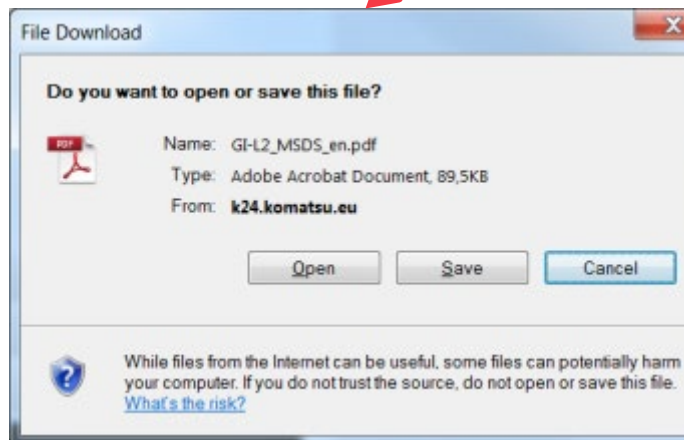 File Download
X
Do you want to open or save this file?
PDF
Name: GI-L2_MSDS_en.pdf
Type: Adobe Acrobat Document, 89,5KB
From: k24.komatsu.eu
Open Save Cancel
While files from the Internet can be useful, some files can potentially harm
your computer. If you do not trust the source, do not open or save this file.
What's the risk?